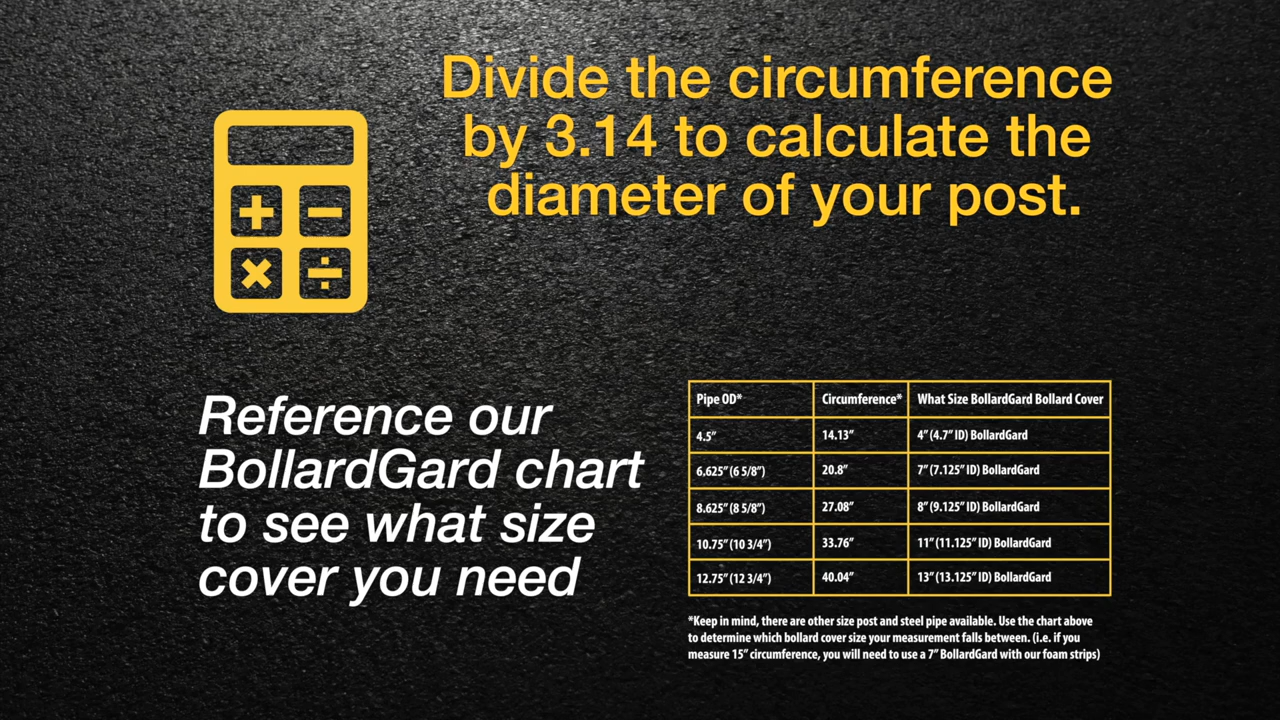 Divide the circumference
by 3.14 to calculate the
diameter of your post.
Reference our
BollardGard chart
to see what size
cover you need
Pipe OD* Circumference* What Size BollardGard Bollard Cover
4.5” 14.13” 4” (4.7” ID) BollardGard
6.625” (6 5/8”) 20.8” 7” (7.125” ID) BollardGard
8.625” (8 5/8”) 27.08” 8” (9.125” ID) BollardGard
10.75” (10 3/4”) 33.76” 11” (11.125” ID) BollardGard
12.75” (12 3/4”) 40.04” 13” (13.125” ID) BollardGard
*Keep in mind, there are other size post and steel pipe available. Use the chart above
to determine which bollard cover size your measurement falls between. (i.e. if you
measure 15” circumference, you will need to use a 7” BollardGard with our foam strips)